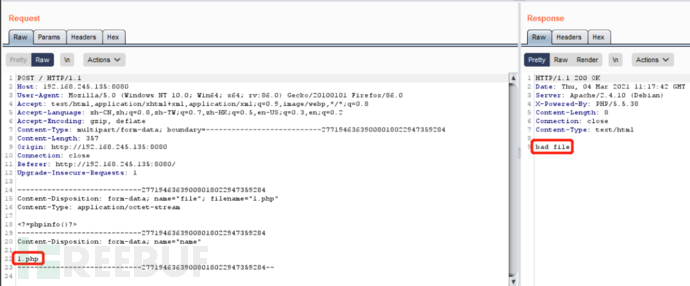 Request
Raw Params Headers Hex
Pretty Raw \n Actions
1 POST / HTTP/1.1
2 Host: 192.168.245.135:8080
3 User-Agent: Mozilla/5.0 (Windows NT 10.0; Win64; x64; rv:86.0) Gecko/20100101 Firefox/86.0
4 Accept: text/html,application/xhtml+xml,application/xml;q=0.9,image/webp,*/*;q=0.8
5 Accept-Language: zh-CN,zh;q=0.8,zh-TW;q=0.7,zh-HK;q=0.5,en-US;q=0.3,en;q=0.2
6 Accept-Encoding: gzip, deflate
7 Content-Type: multipart/form-data; boundary=---------------------------27719463639008018022947359284
8 Content-Length: 357
9 Origin: http://192.168.245.135:8080
10 Connection: close
11 Referer: http://192.168.245.135:8080/
12 Upgrade-Insecure-Requests: 1
13
14 -----------------------------27719463639008018022947359284
15 Content-Disposition: form-data; name="file"; filename="1.php"
16 Content-Type: application/octet-stream
17
18 <?=phpinfo()?>
19 -----------------------------27719463639008018022947359284
20 Content-Disposition: form-data; name="name"
21
22 1.php
23 -----------------------------27719463639008018022947359284--
24
REEBUF
Response
Raw Headers Hex
Pretty Raw Render \n Actions
1 HTTP/1.1 200 OK
2 Date: Thu, 04 Mar 2021 11:17:42 GMT
3 Server: Apache/2.4.10 (Debian)
4 X-Powered-By: PHP/5.5.38
5 Content-Length: 8
6 Connection: close
7 Content-Type: text/html
8
9 bad file